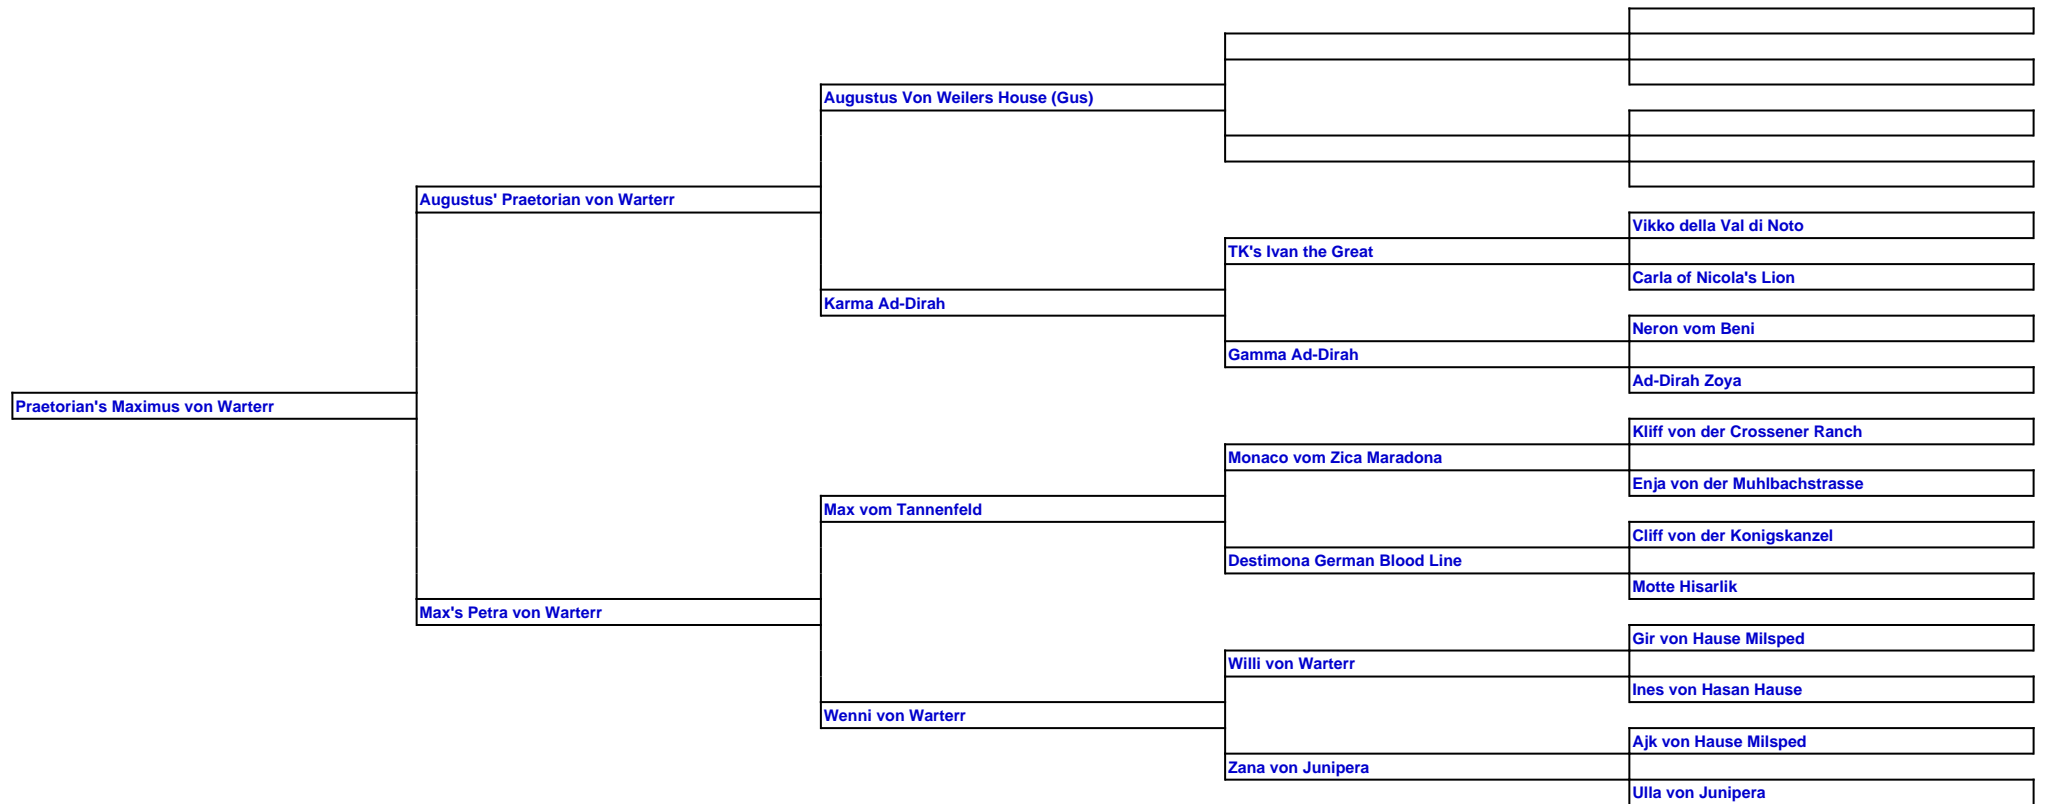 Augustus Von Weilers House (Gus)
Augustus' Praetorian von Warterr
Vikko della Val di Noto
TK's Ivan the Great
Carla of Nicola's Lion
Karma Ad-Dirah
Neron vom Beni
Gamma Ad-Dirah
Ad-Dirah Zoya
Praetorian's Maximus von Warterr
Kliff von der Crossener Ranch
Monaco vom Zica Maradona
Enja von der Muhlbachstrasse
Max vom Tannenfeld
Cliff von der Konigskanzel
Destimona German Blood Line
Motte Hisarlik
Max's Petra von Warterr
Gir von Hause Milsped
Willi von Warterr
Ines von Hasan Hause
Wenni von Warterr
Ajk von Hause Milsped
Zana von Junipera
Ulla von Junipera